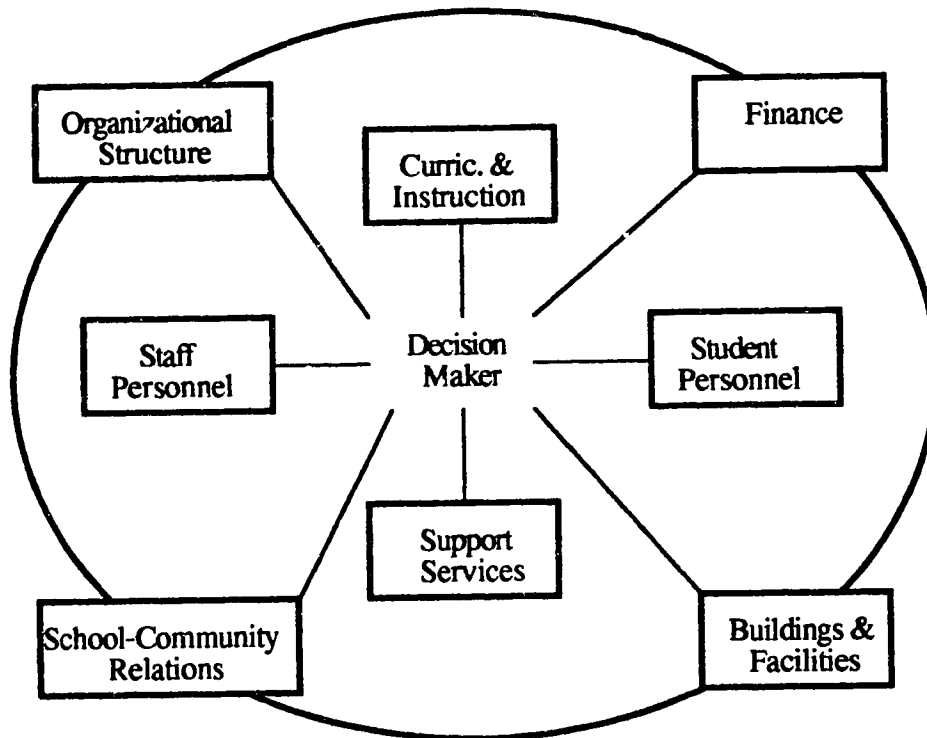 Organizational
Structure
Finance
Curric. &
Instruction
Staff
Personnel
Decision
Maker
Student
Personnel
Support
Services
School-Community
Relations
Buildings &
Facilities